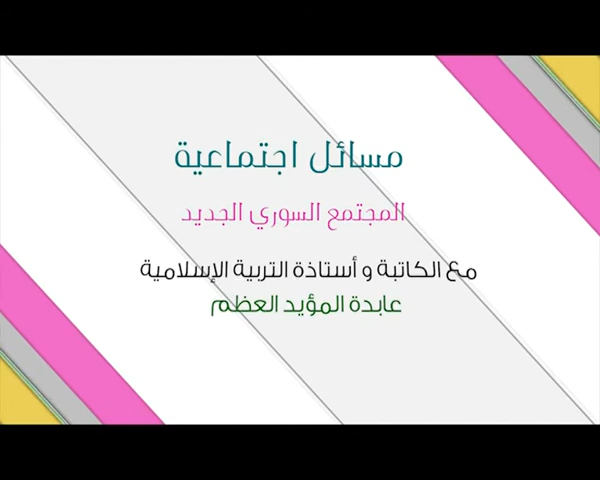 مسائل اجتماعية
المجتمع السوري الجديد
مع الكاتبة و أستاذة التربية الإسلامية
عابدة المؤيد العظم